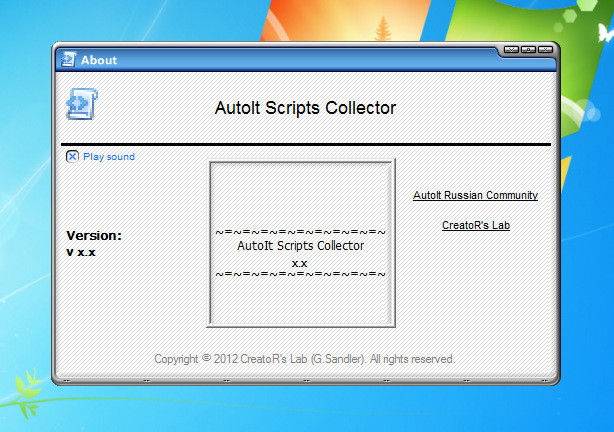 About
AutoIt Scripts Collector
Play sound
AutoIt Russian Community
CreatoR's Lab
Version:
v x.x
~=~=~=~=~=~=~=~=~=~
AutoIt Scripts Collector
x.x
~=~=~=~=~=~=~=~=~=~
Copyright © 2012 CreatoR's Lab (G.Sandler). All rights reserved.